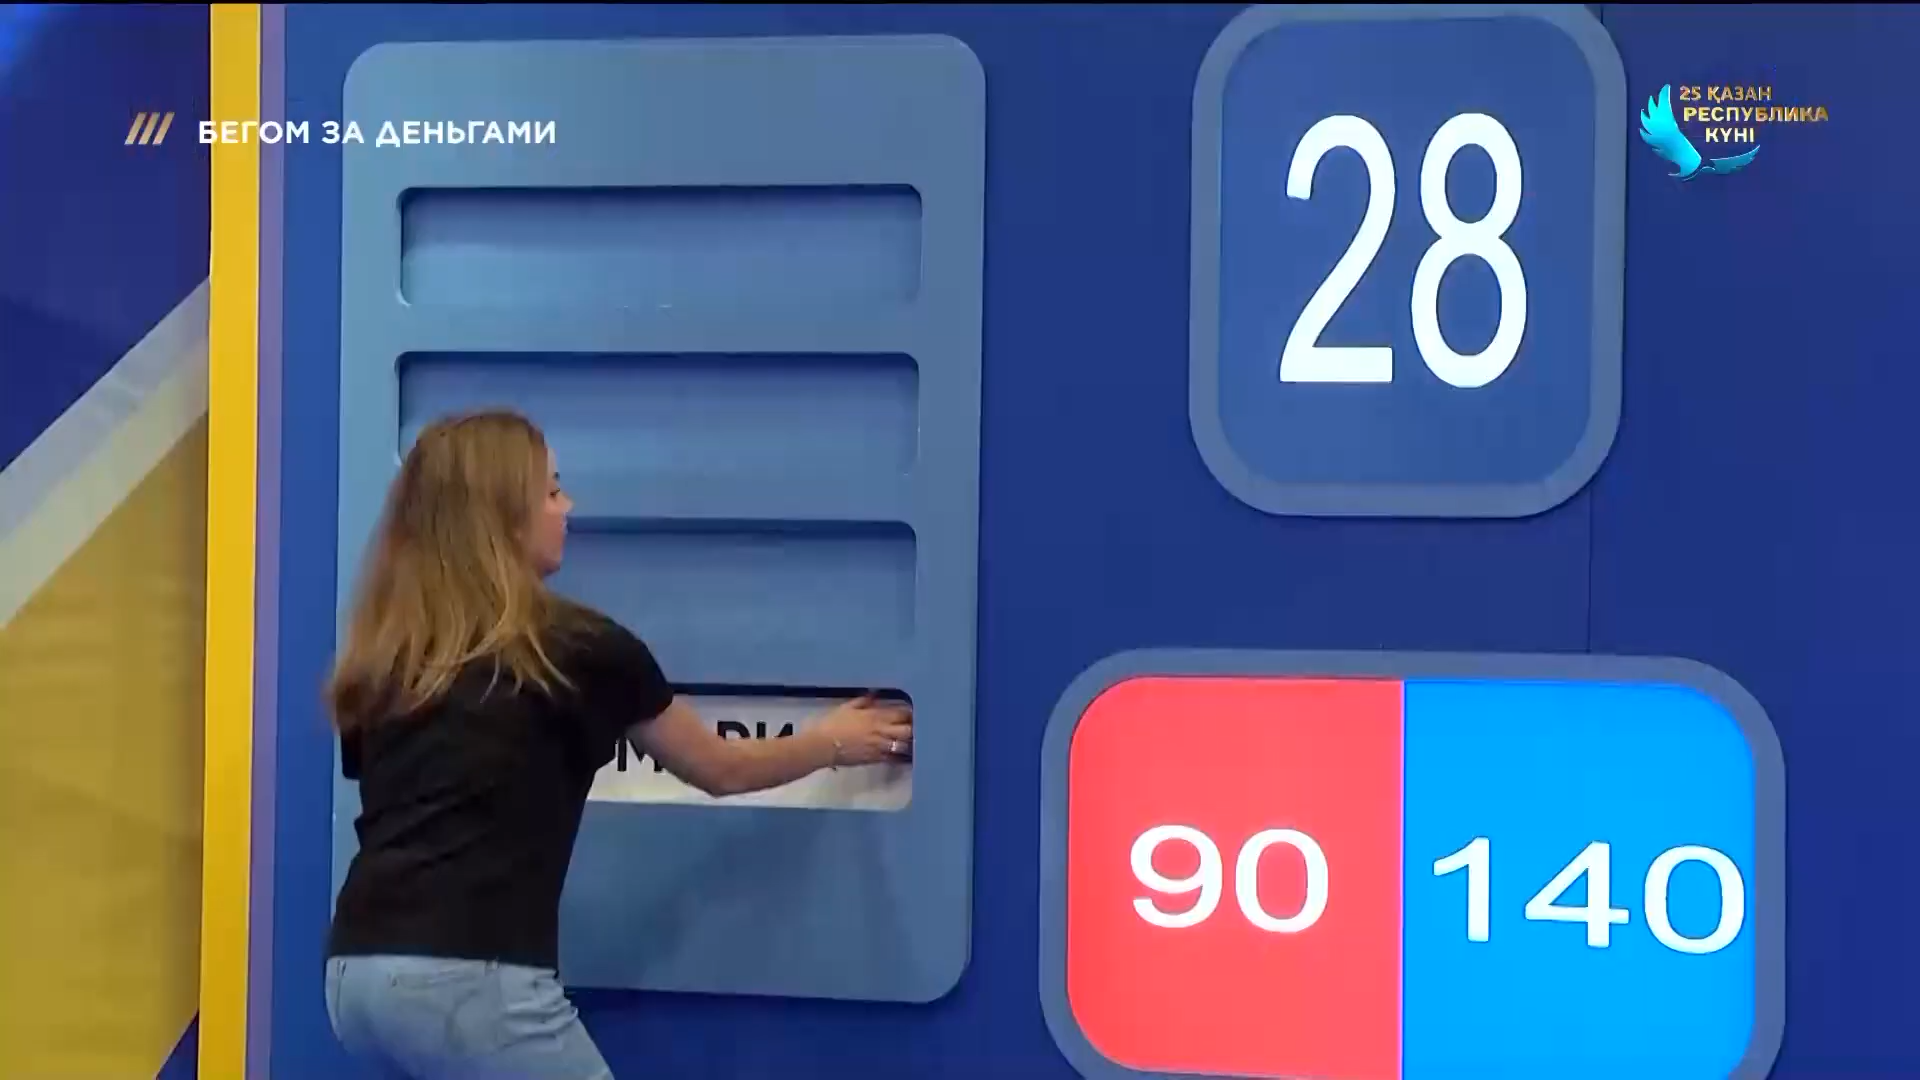 БЕГОМ ЗА ДЕНЬГАМИ
25 ҚАЗАН
РЕСПУБЛИКА
КҮНІ
28
90 140